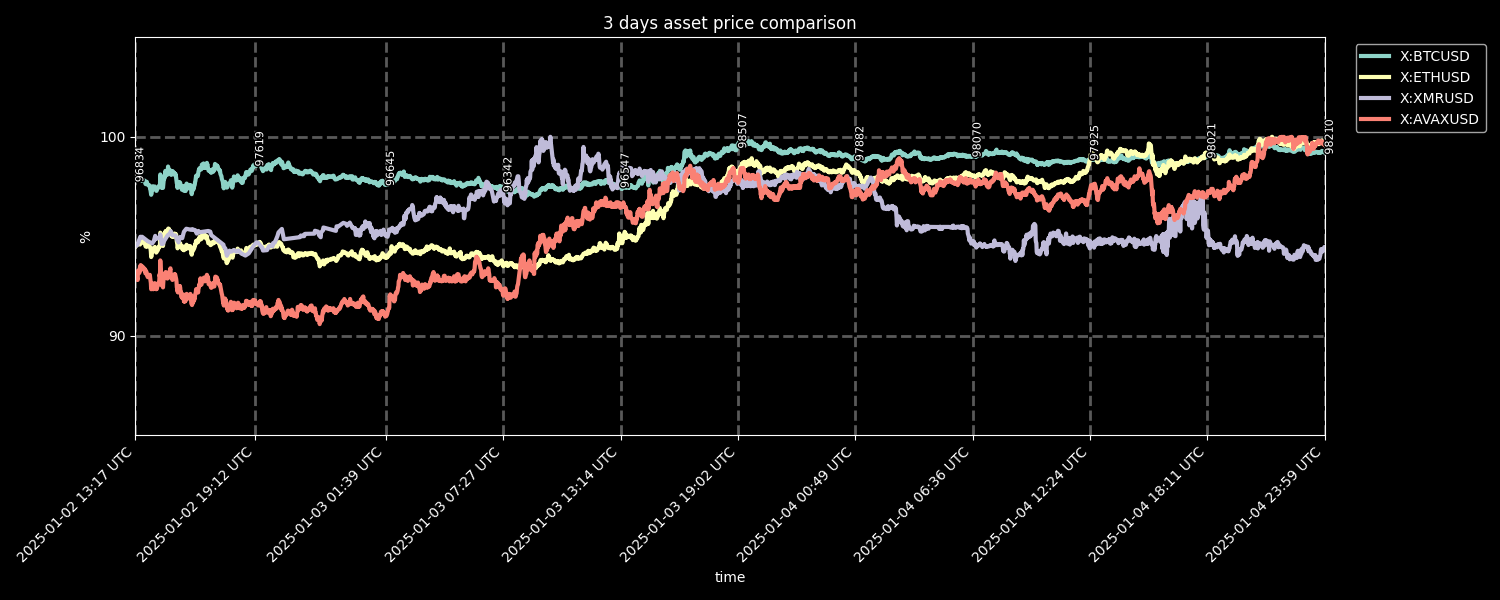 3 days asset price comparison
X:BTCUSD
X:ETHUSD
X:XMRUSD
X:AVAXUSD
100
90
%
96834
97619
96645
96342
96547
98507
97882
98070
97925
98021
98210
2025-01-02 13:17 UTC
2025-01-02 19:12 UTC
2025-01-03 01:39 UTC
2025-01-03 07:27 UTC
2025-01-03 13:14 UTC
2025-01-03 19:02 UTC
2025-01-04 00:49 UTC
2025-01-04 06:36 UTC
2025-01-04 12:24 UTC
2025-01-04 18:11 UTC
2025-01-04 23:59 UTC
time